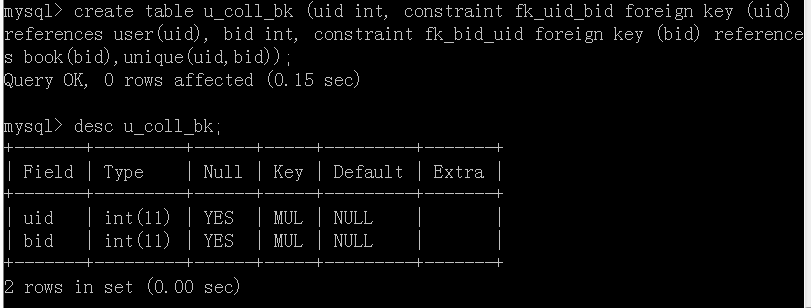 mysql> create table u_coll_bk (uid int, constraint fk_uid_bid foreign key (uid)
references user(uid), bid int, constraint fk_bid_uid foreign key (bid) reference
s book(bid),unique(uid,bid));
Query OK, 0 rows affected (0.15 sec)
mysql> desc u_coll_bk;
+-------+---------+------+-----+---------+-------+
| Field | Type | Null | Key | Default | Extra |
+-------+---------+------+-----+---------+-------+
| uid | int(11) | YES | MUL | NULL | |
| bid | int(11) | YES | MUL | NULL | |
+-------+---------+------+-----+---------+-------+
2 rows in set (0.00 sec)